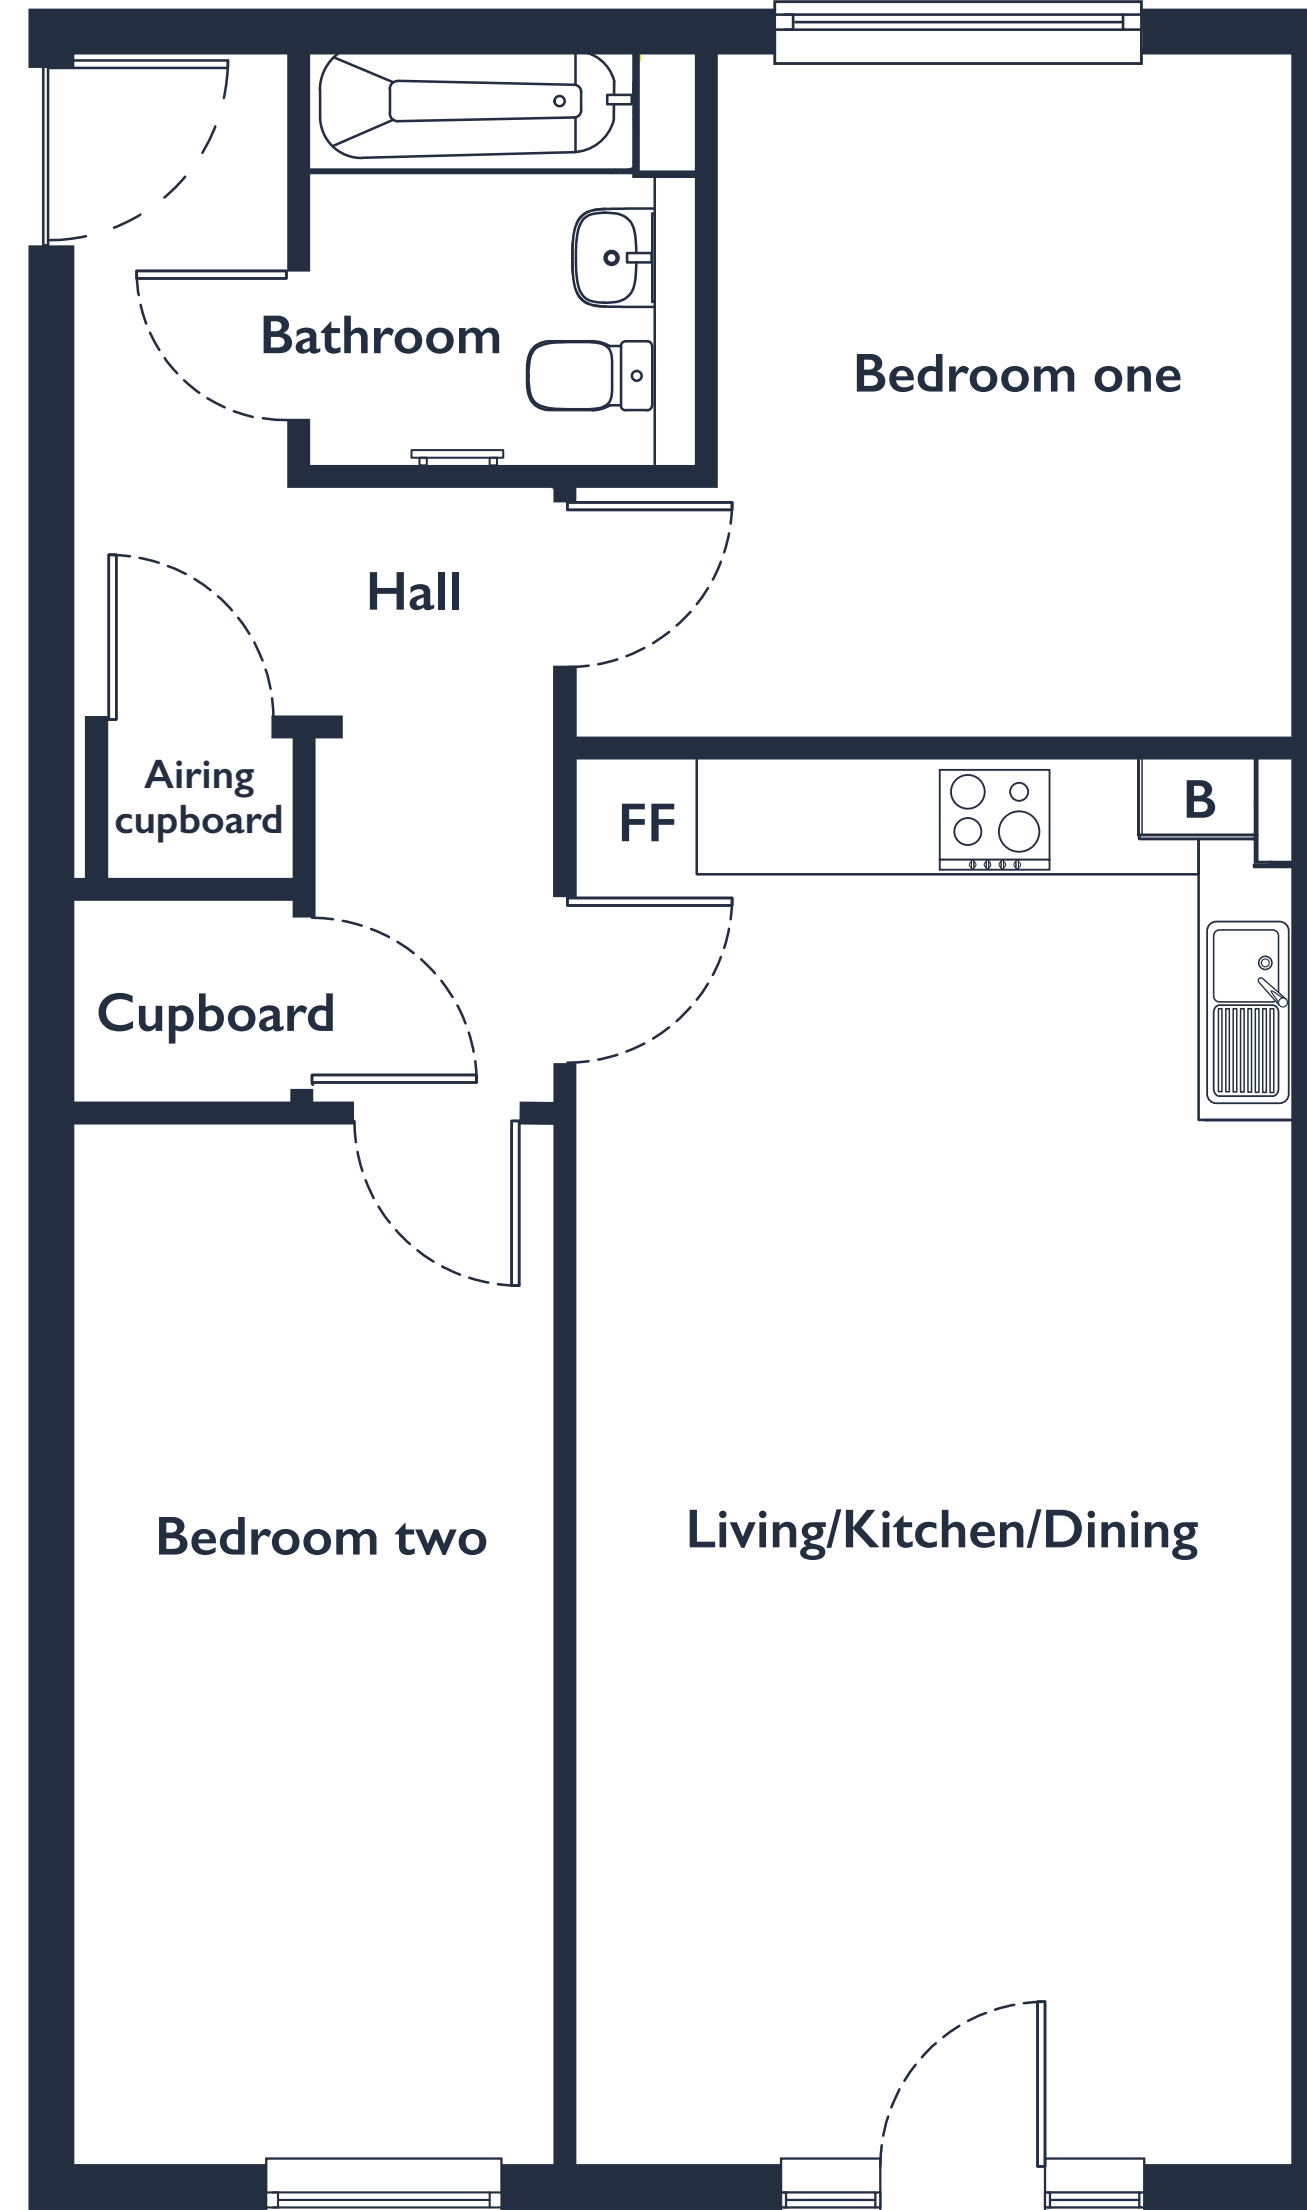 Bathroom
Bedroom one
Hall
Airing
cupboard
FF
B
Cupboard
Bedroom two
Living/Kitchen/Dining